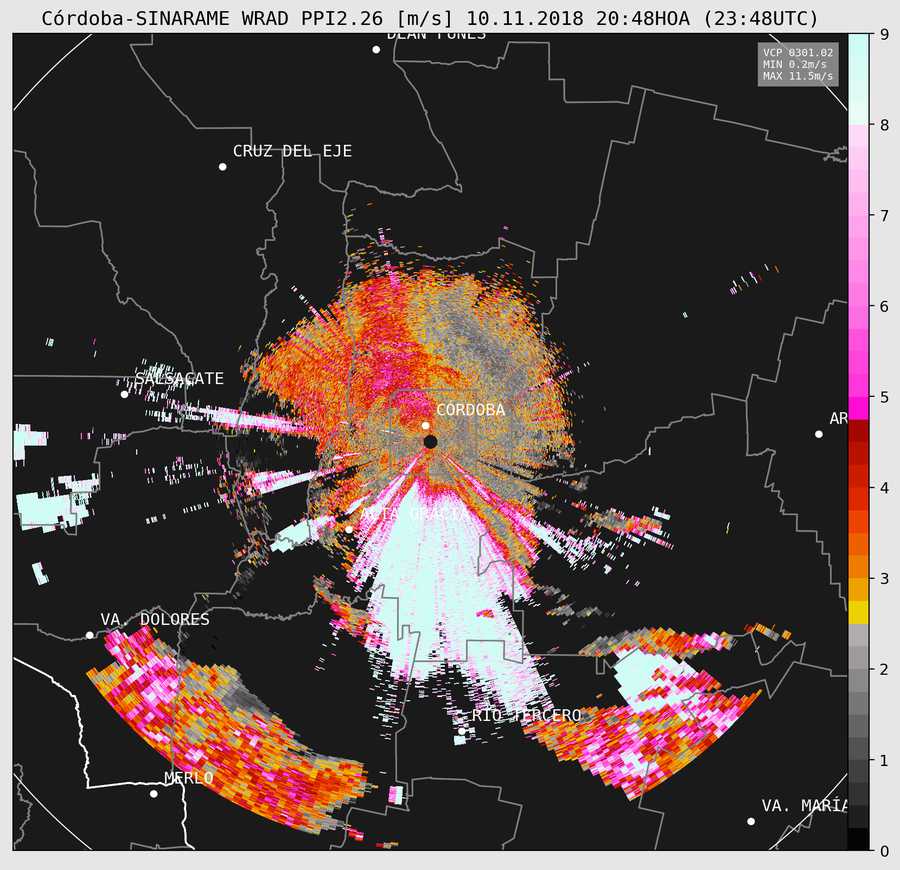 Córdoba-SINARAME WRAD PPI2.26 [m/s] 10.11.2018 20:48HOA (23:48UTC)
DEAN FUNES
VCP 0301.02
MIN 0.2m/s
MAX 11.5m/s
9
8
CRUZ DEL EJE
7
6
SALSACATE
5
CÓRDOBA
AR
4
ALTA GRACIA
3
VA. DOLORES
2
RÍO TERCERO
1
MERLO
VA. MARÍA
0